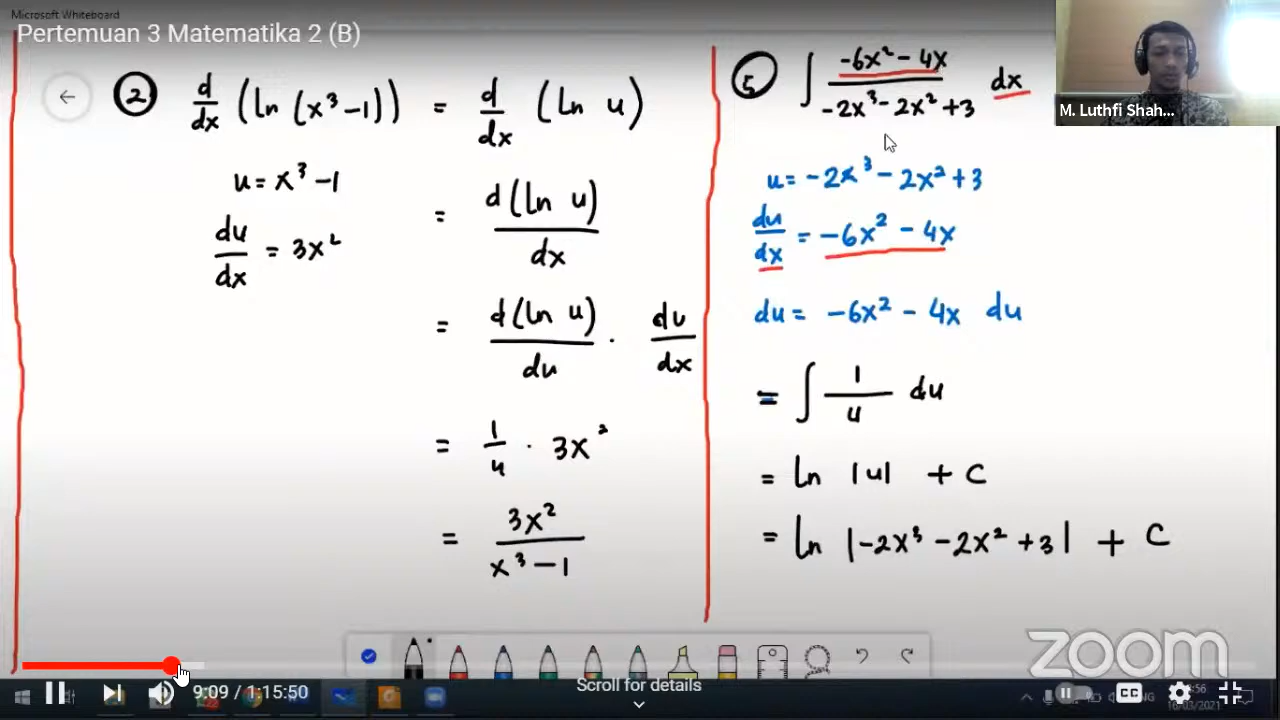 Microsoft Whiteboard
Pertemuan 3 Matematika 2 (B)
M. Luthfi Shah...
② d/dx (ln (x³-1)) = d/dx (ln u)
u = x³ -1
du/dx = 3x²
= d(ln u)/dx
= d(ln u)/du · du/dx
= 1/u · 3x²
= 3x²/x³-1
⑤ ∫ -6x² - 4x/-2x³ - 2x² + 3 dx
u = -2x³ - 2x² + 3
du/dx = -6x² - 4x
du = -6x² - 4x du
= ∫ 1/u du
= ln |u| + C
= ln |-2x³ - 2x² + 3| + C
zoom
9:09 / 1:15:50
Scroll for details
CC
16/03/2021